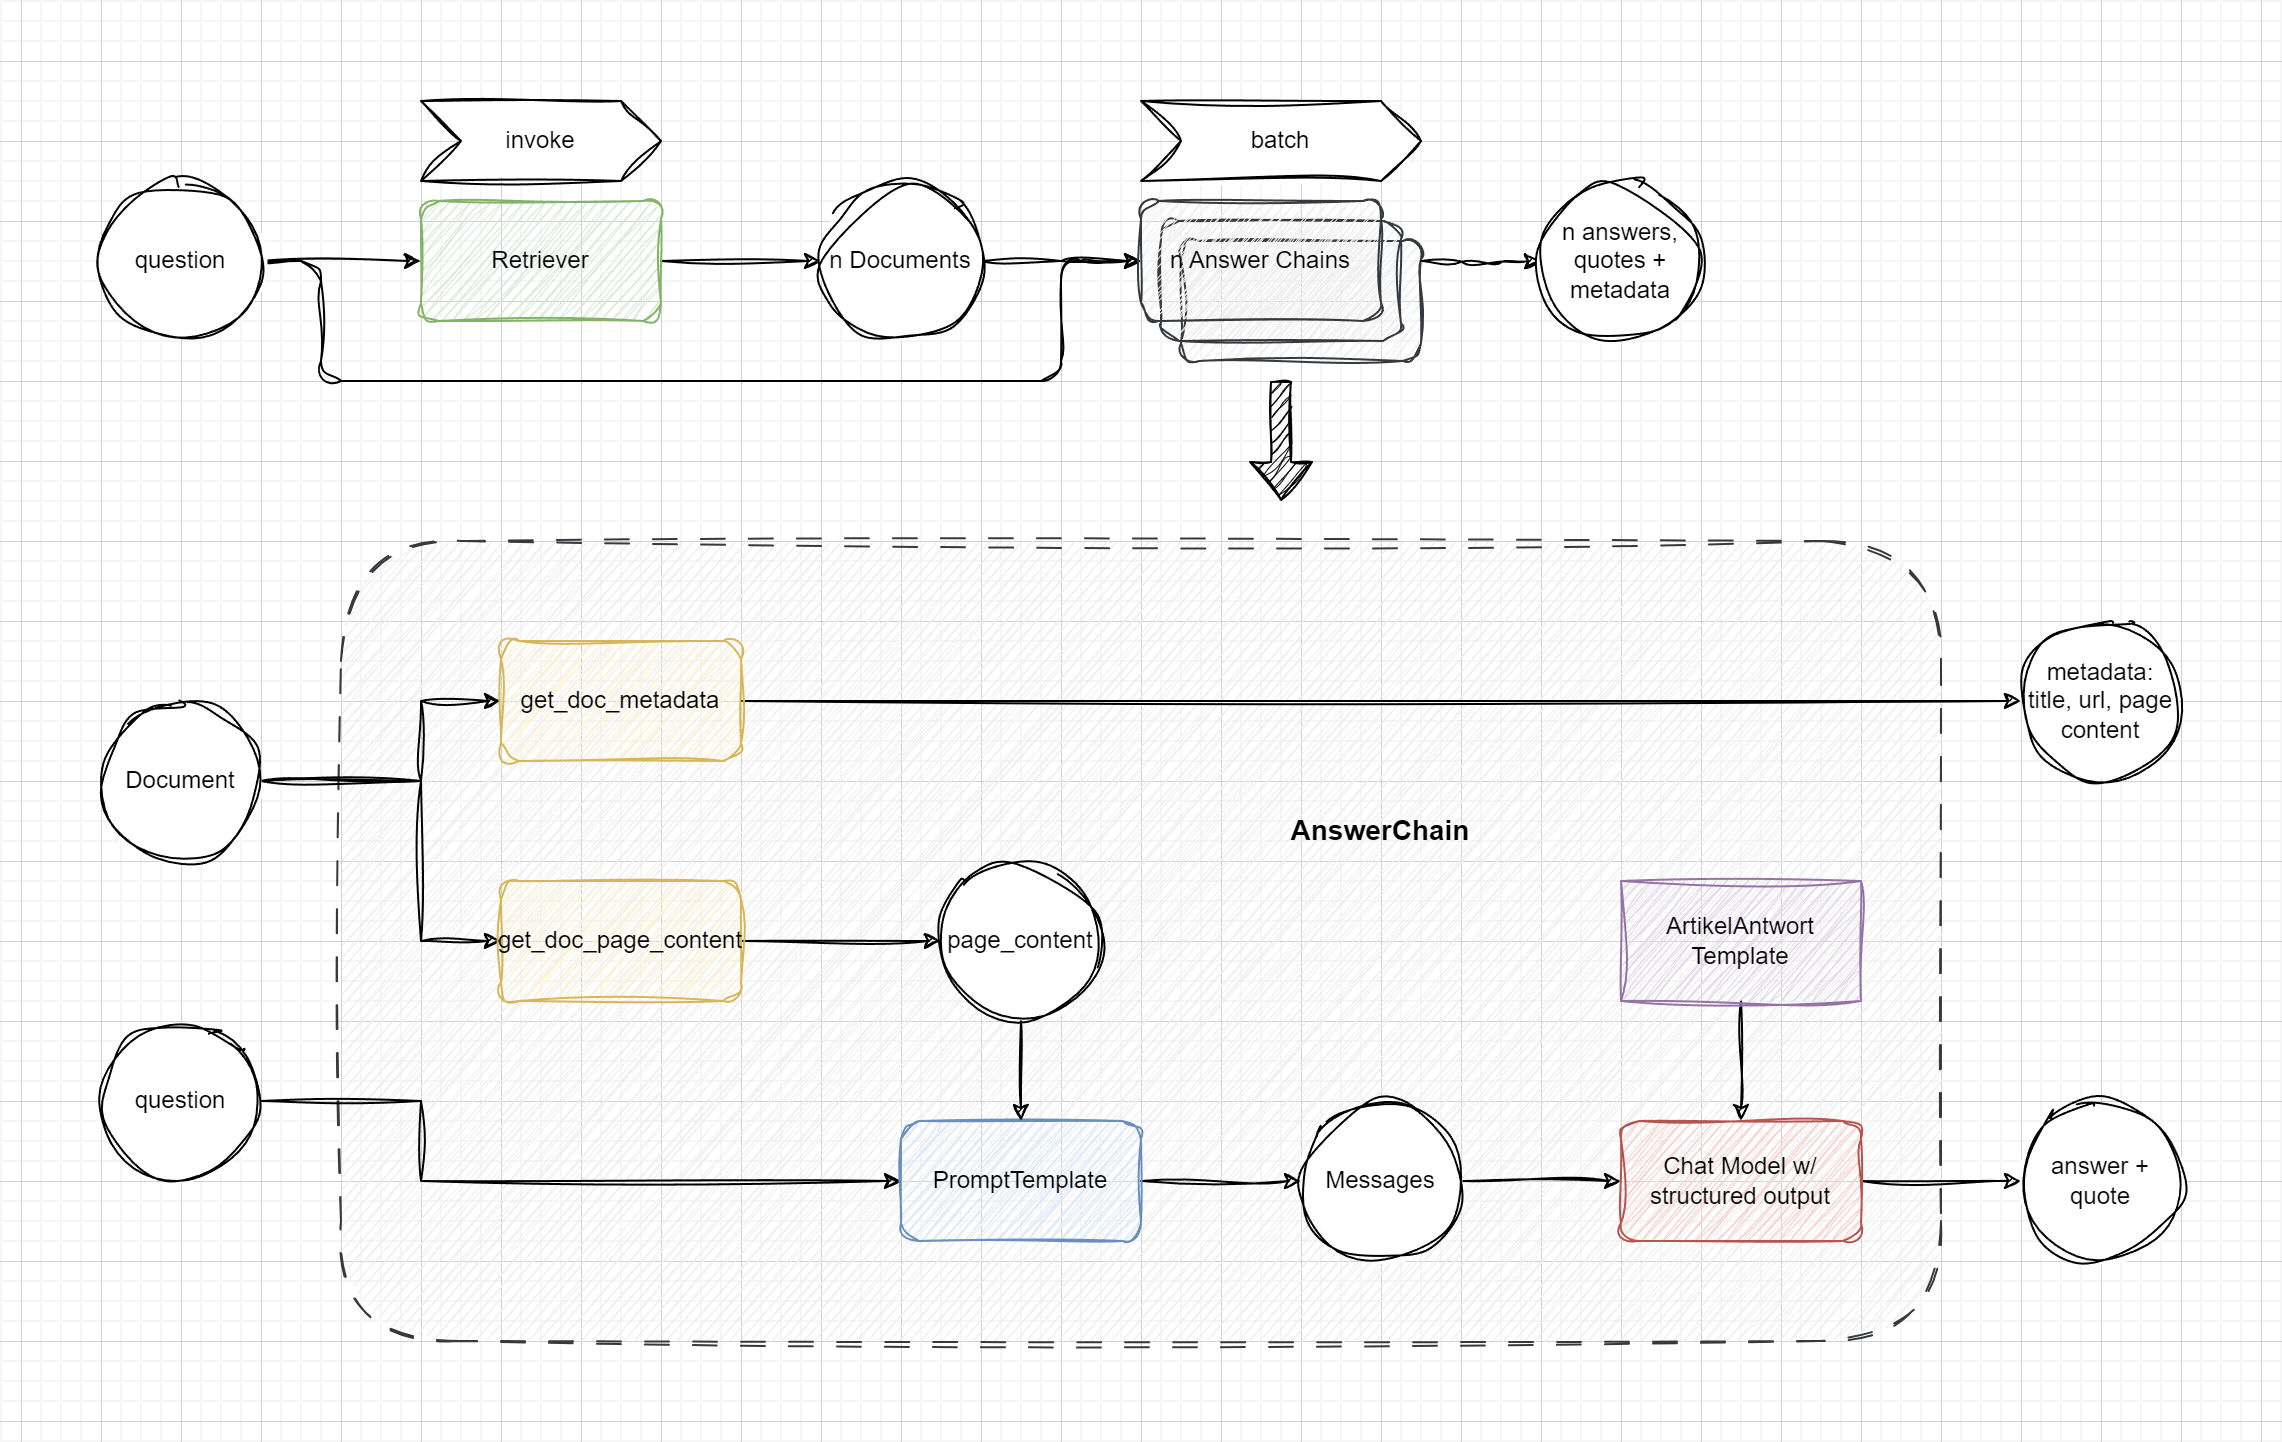 invoke
batch
question
Retriever
n Documents
n Answer Chains
n answers,
quotes +
metadata
get_doc_metadata
metadata:
title, url, page
content
Document
AnswerChain
get_doc_page_content
page_content
ArtikelAntwort
Template
question
PromptTemplate
Messages
Chat Model w/
structured output
answer +
quote